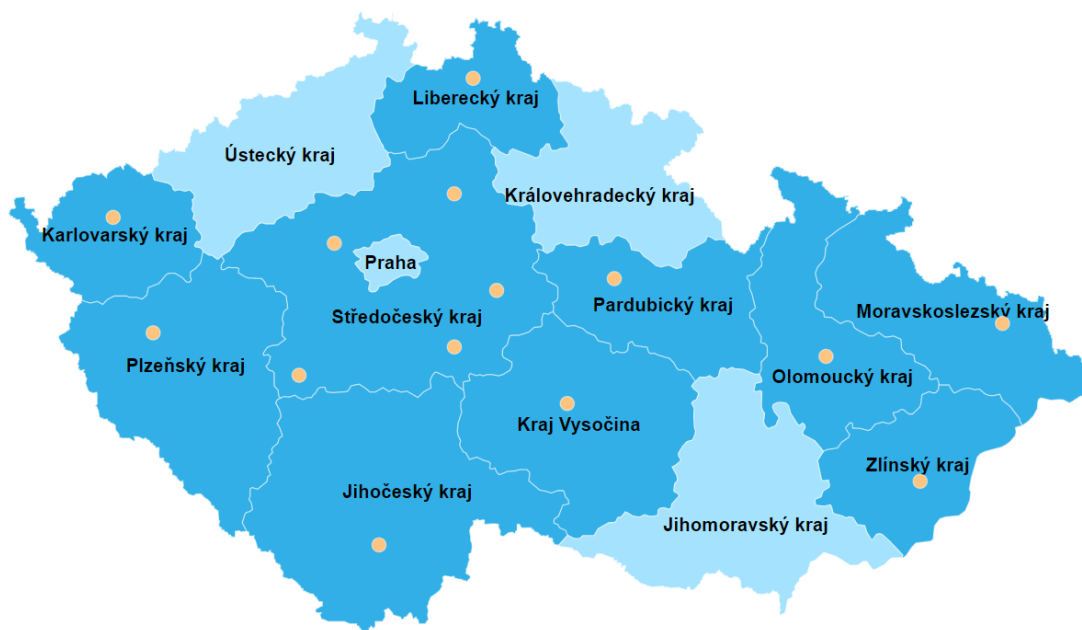 Liberecký kraj
Ústecký kraj
Královehradecký kraj
Karlovarský kraj
Praha
Středočeský kraj
Pardubický kraj
Moravskoslezský kraj
Plzeňský kraj
Olomoucký kraj
Kraj Vysočina
Zlínský kraj
Jihočeský kraj
Jihomoravský kraj